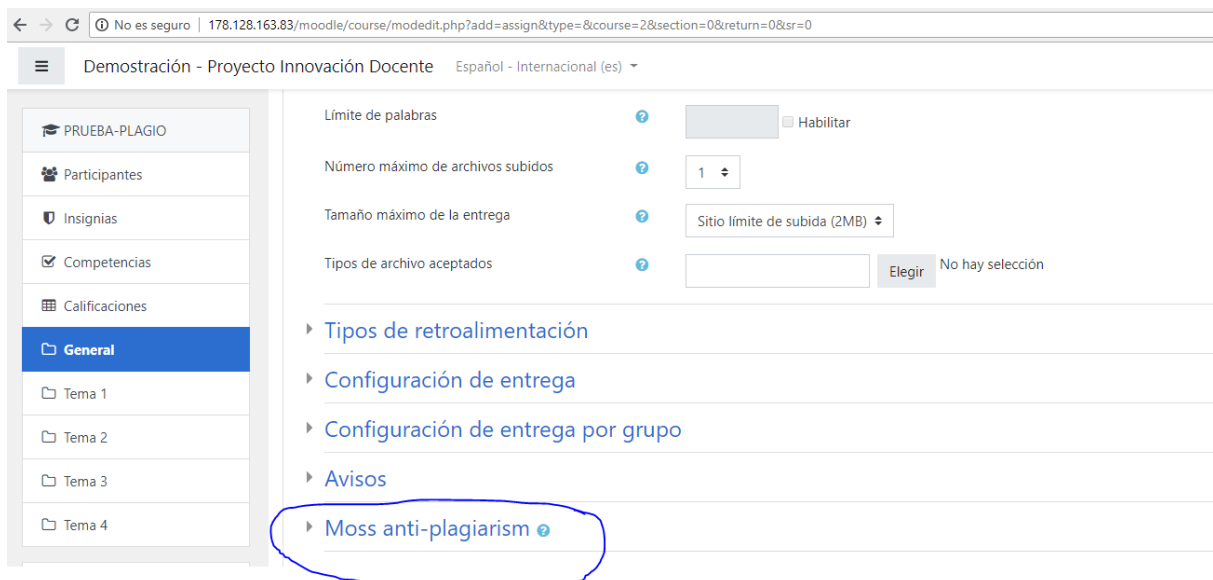 No es seguro | 178.128.163.83/moodle/course/modedit.php?add=assign&type=&course=2&section=0&return=0&sr=0
Demostración - Proyecto Innovación Docente Español - Internacional (es)
PRUEBA-PLAGIO
Participantes
Insignias
Competencias
Calificaciones
General
Tema 1
Tema 2
Tema 3
Tema 4
Límite de palabras Habilitar
Número máximo de archivos subidos 1
Tamaño máximo de la entrega Sitio límite de subida (2MB)
Tipos de archivo aceptados Elegir No hay selección
Tipos de retroalimentación
Configuración de entrega
Configuración de entrega por grupo
Avisos
Moss anti-plagiarism